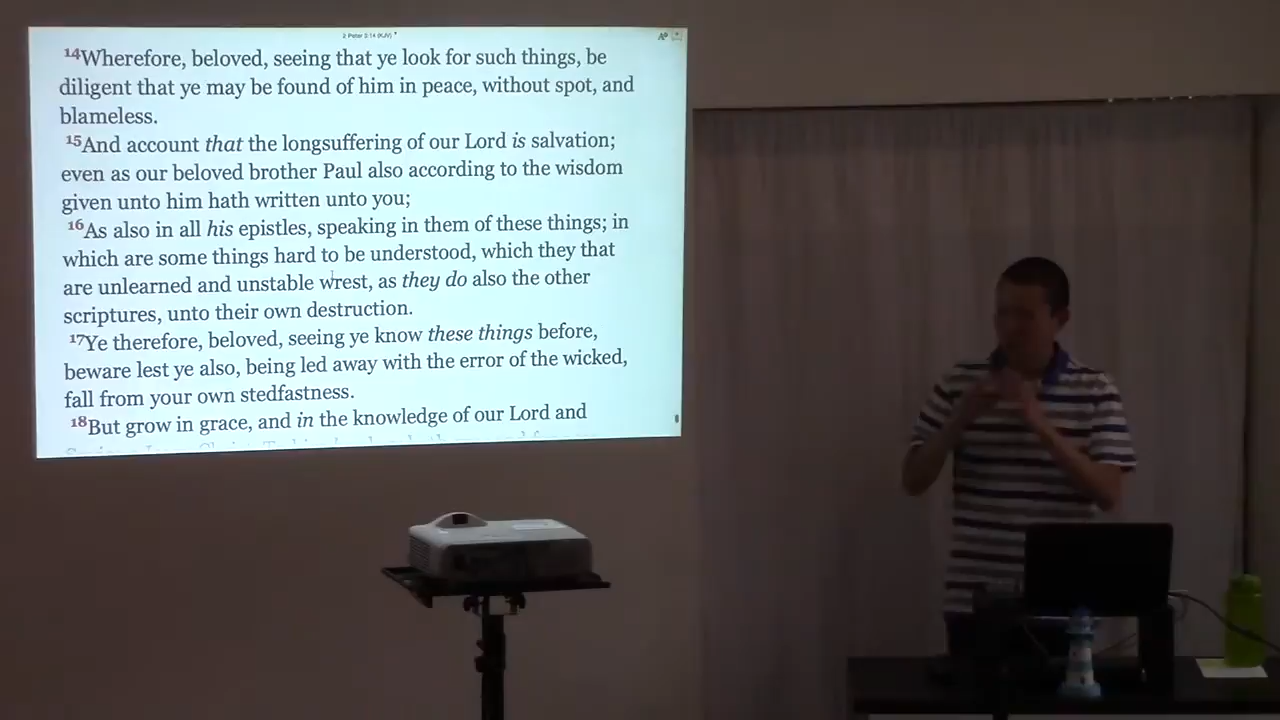 2 Peter 3:14 (KJV)
14Wherefore, beloved, seeing that ye look for such things, be
diligent that ye may be found of him in peace, without spot, and
blameless.
15And account that the longsuffering of our Lord is salvation;
even as our beloved brother Paul also according to the wisdom
given unto him hath written unto you;
16As also in all his epistles, speaking in them of these things; in
which are some things hard to be understood, which they that
are unlearned and unstable wrest, as they do also the other
scriptures, unto their own destruction.
17Ye therefore, beloved, seeing ye know these things before,
beware lest ye also, being led away with the error of the wicked,
fall from your own stedfastness.
18But grow in grace, and in the knowledge of our Lord and